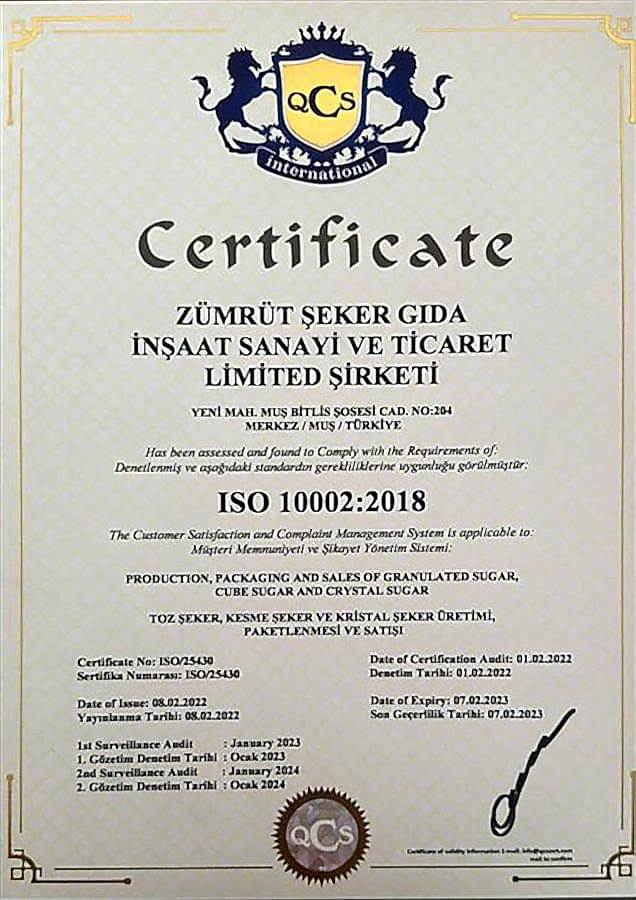 QCS
international
Certificate
ZÜMRÜT ŞEKER GIDA
İNŞAAT SANAYİ VE TİCARET
LİMİTED ŞİRKETİ
YENİ MAH. MUŞ BİTLİS ŞOSESİ CAD. NO:204
MERKEZ / MUŞ / TÜRKİYE
Has been assessed and found to Comply with the Requirements of:
Denetlenmiş ve aşağıdaki standardın gerekliliklerine uygunluğu görülmüştür:
ISO 10002:2018
The Customer Satisfaction and Complaint Management System is applicable to:
Müşteri Memnuniyeti ve Şikayet Yönetim Sistemi:
PRODUCTION, PACKAGING AND SALES OF GRANULATED SUGAR,
CUBE SUGAR AND CRYSTAL SUGAR
TOZ ŞEKER, KESME ŞEKER VE KRİSTAL ŞEKER ÜRETİMİ,
PAKETLENMESİ VE SATIŞI
Certificate No: ISO/25430
Sertifika Numarası: ISO/25430
Date of Certification Audit: 01.02.2022
Denetim Tarihi: 01.02.2022
Date of Issue: 08.02.2022
Yayınlanma Tarihi: 08.02.2022
Date of Expiry: 07.02.2023
Son Geçerlilik Tarihi: 07.02.2023
1st Surveillance Audit : January 2023
1. Gözetim Denetim Tarihi : Ocak 2023
2nd Surveillance Audit : January 2024
2. Gözetim Denetim Tarihi : Ocak 2024
QCS
Certificate of validity information E-mail:
mail to confirm